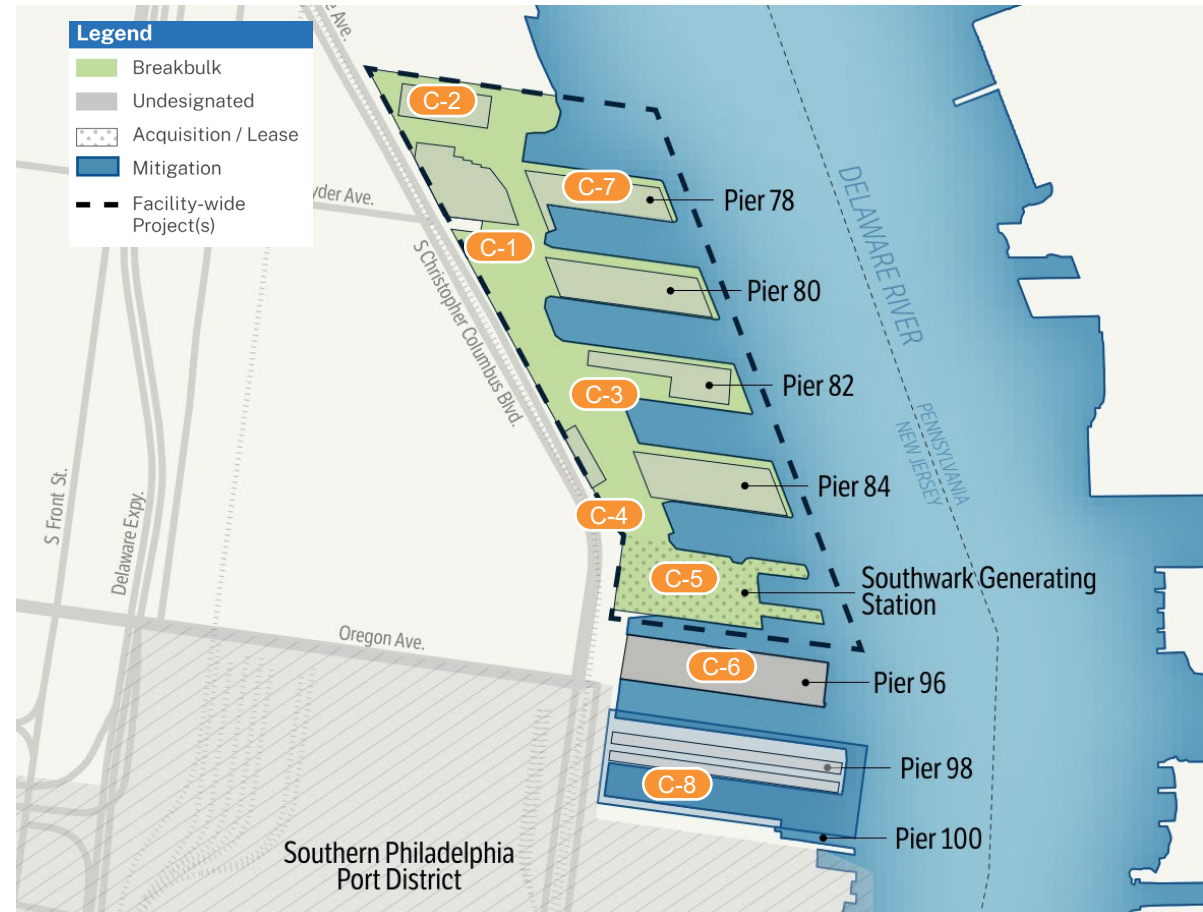 Legend
Breakbulk
Undesignated
Acquisition / Lease
Mitigation
Facility-wide
Project(s)
Ave.
C-2
C-7
Pier 78
yder Ave.
C-1
S Christopher Columbus Blvd.
Pier 80
DELAWARE RIVER
C-3
Pier 82
PENNSYLVANIA
NEW JERSEY
S Front St.
Delaware Expy.
Pier 84
C-4
C-5
Southwark Generating
Station
Oregon Ave.
C-6
Pier 96
Pier 98
C-8
Pier 100
Southern Philadelphia
Port District